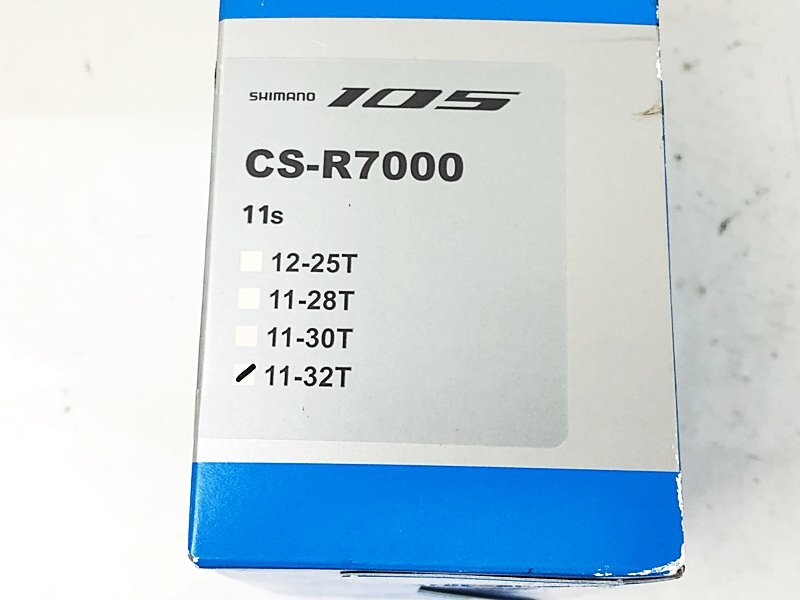 SHIMANO 105
CS-R7000
11s
12-25T
11-28T
11-30T
11-32T